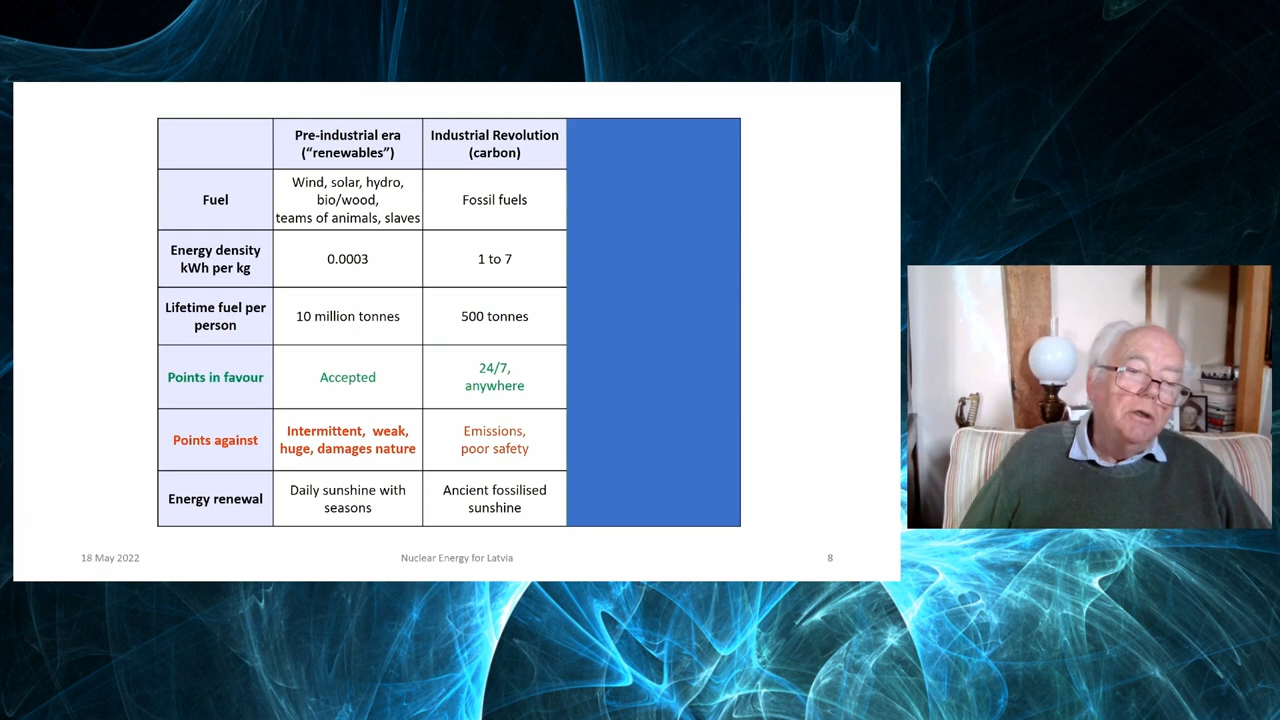 Pre-industrial era
(“renewables”)
Industrial Revolution
(carbon)
Fuel
Wind, solar, hydro,
bio/wood,
teams of animals, slaves
Fossil fuels
Energy density
kWh per kg
0.0003
1 to 7
Lifetime fuel per
person
10 million tonnes
500 tonnes
Points in favour
Accepted
24/7,
anywhere
Points against
Intermittent, weak,
huge, damages nature
Emissions,
poor safety
Energy renewal
Daily sunshine with
seasons
Ancient fossilised
sunshine
18 May 2022
Nuclear Energy for Latvia
8